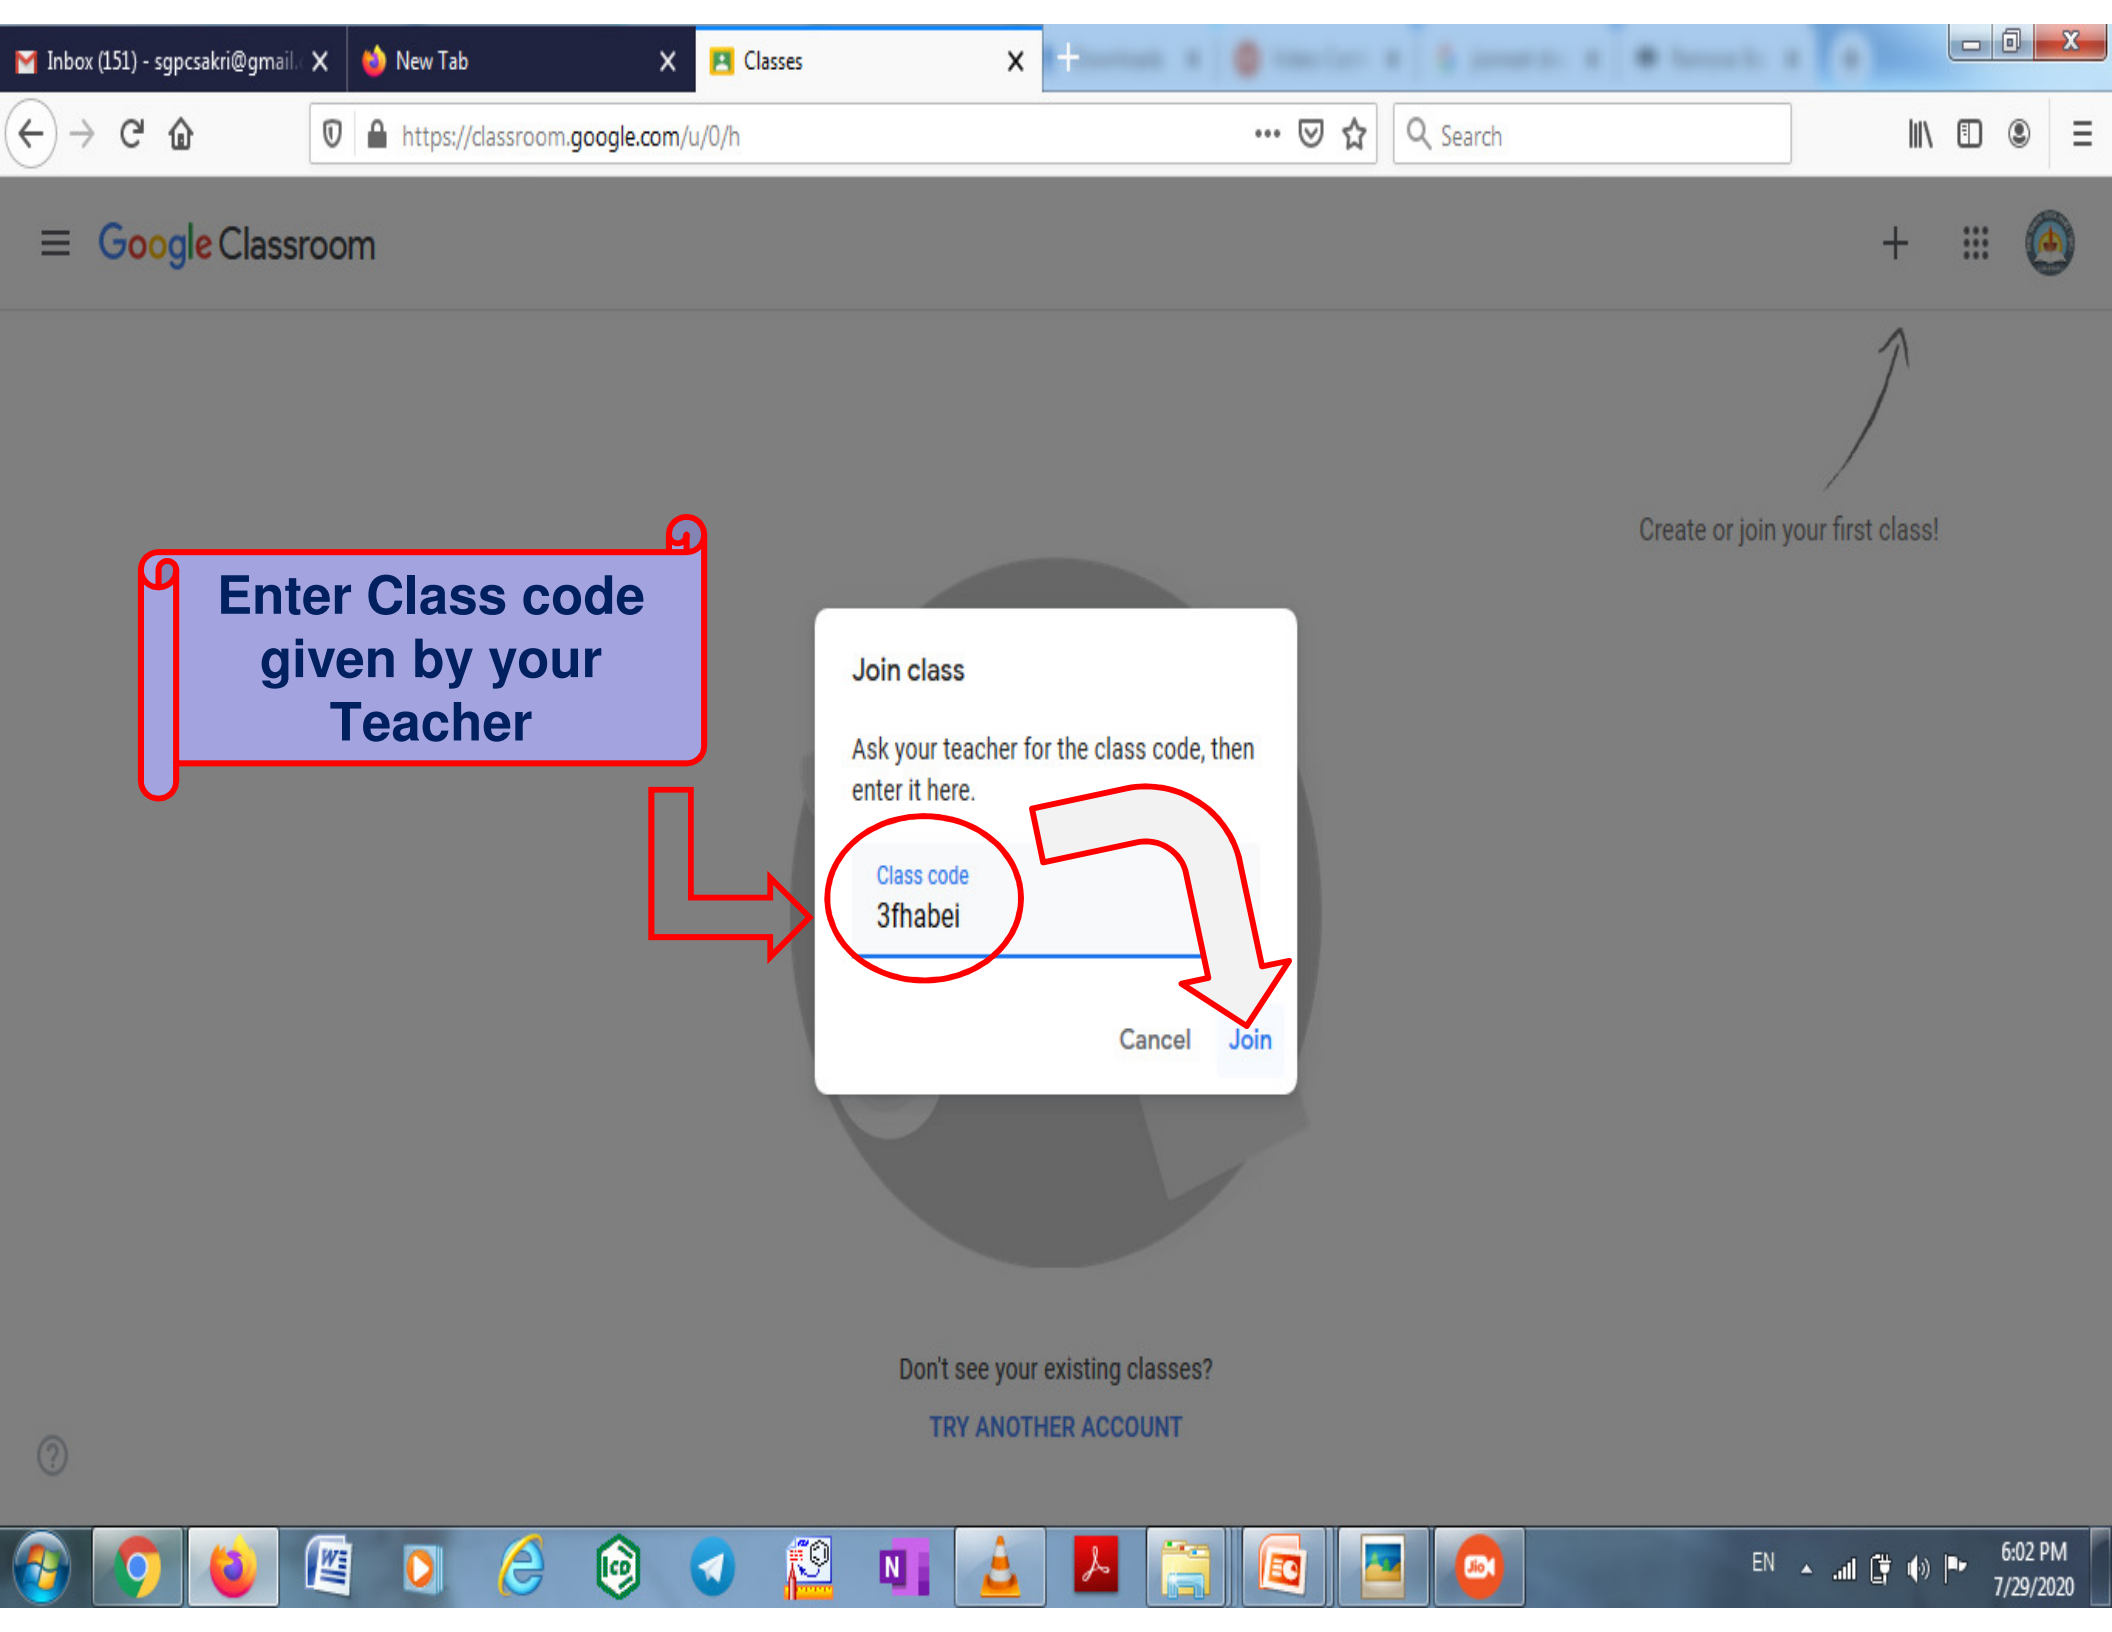 Inbox (151) - sgpcsakri@gmail.
New Tab
Classes
https://classroom.google.com/u/0/h
Search
Google Classroom
Create or join your first class!
Enter Class code
given by your
Teacher
Join class
Ask your teacher for the class code, then
enter it here.
Class code
3fhabei
Cancel
Join
Don't see your existing classes?
TRY ANOTHER ACCOUNT
EN
6:02 PM
7/29/2020